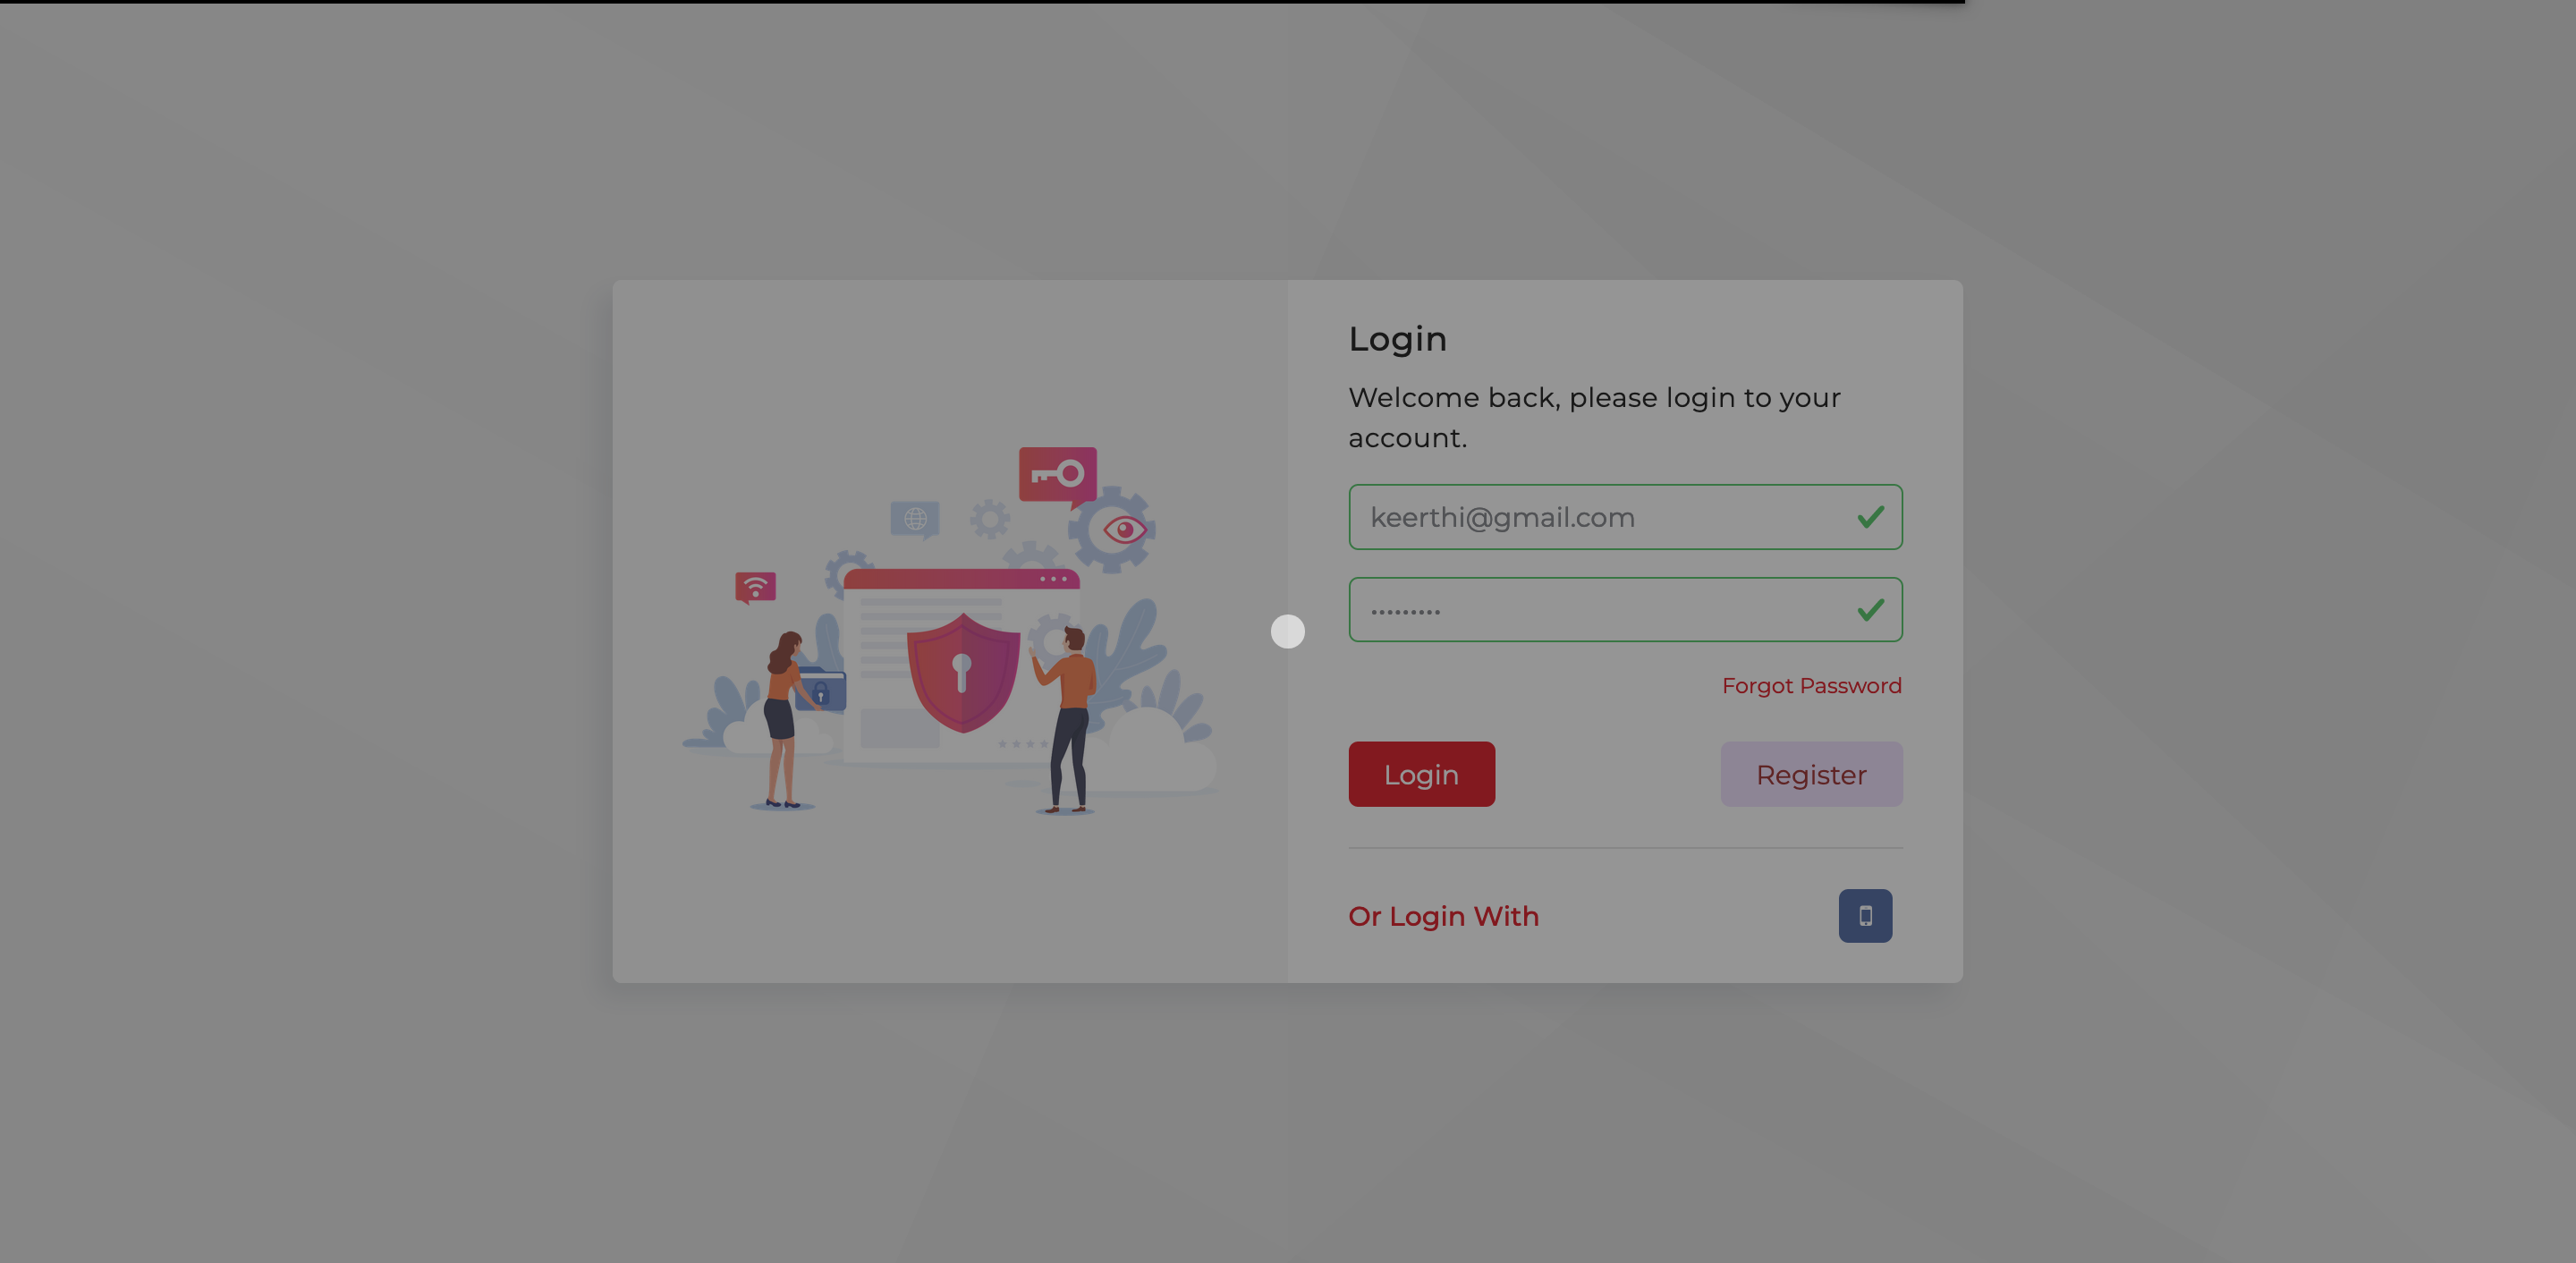 Login
Welcome back, please login to your
account.
keerthi@gmail.com
•••••••••
Forgot Password
Login
Register
Or Login With